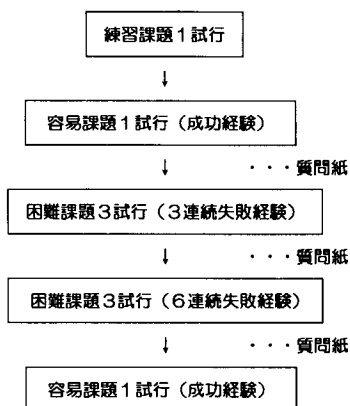 練習課題1試行
↓
容易課題1試行(成功経験)
↓ ・・・質問紙
困難課題3試行(3連続失敗経験)
↓ ・・・質問紙
困難課題3試行(6連続失敗経験)
↓ ・・・質問紙
容易課題1試行(成功経験)